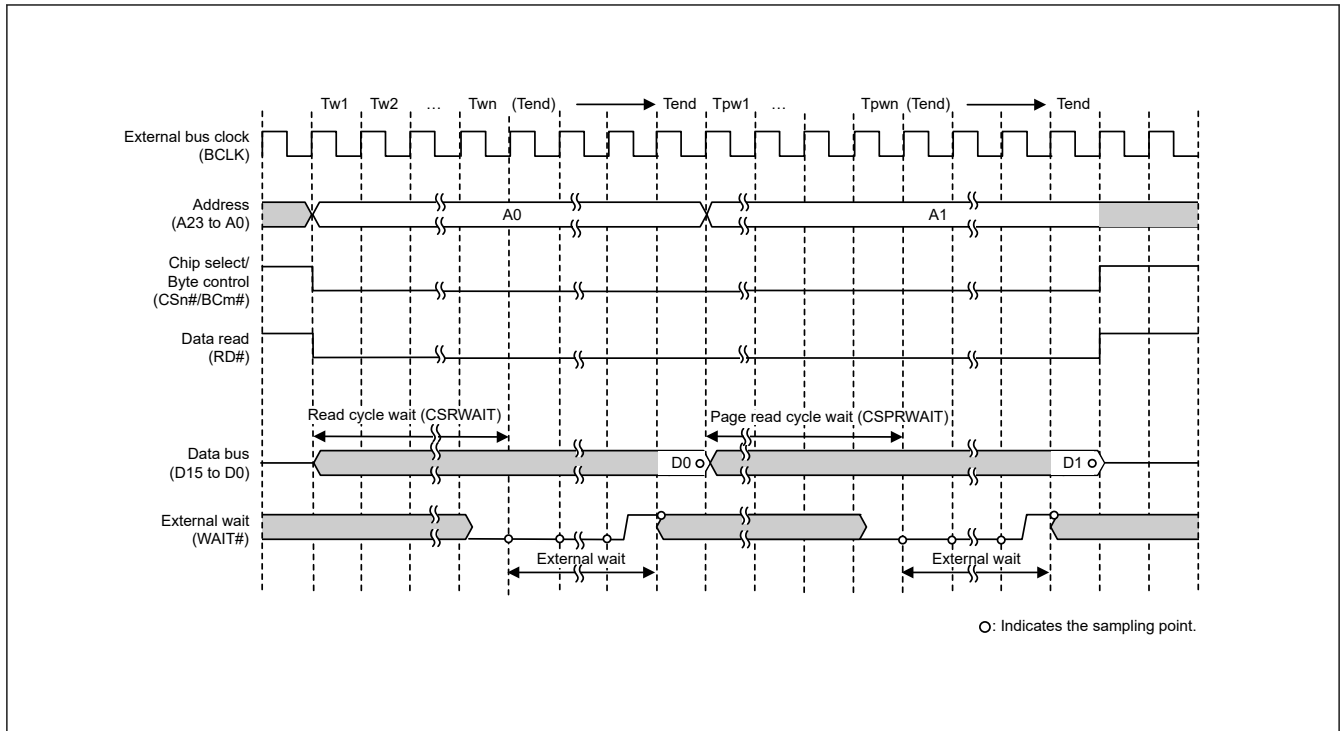 Tw1 Tw2 … Twn (Tend) Tend Tpw1 … Tpwn (Tend) Tend
External bus clock
(BCLK)
Address
(A23 to A0)
A0 A1
Chip select/
Byte control
(CSn#/BCm#)
Data read
(RD#)
Read cycle wait (CSRWAIT) Page read cycle wait (CSPRWAIT)
Data bus
(D15 to D0)
D0 D1
External wait
(WAIT#)
External wait External wait
: Indicates the sampling point.